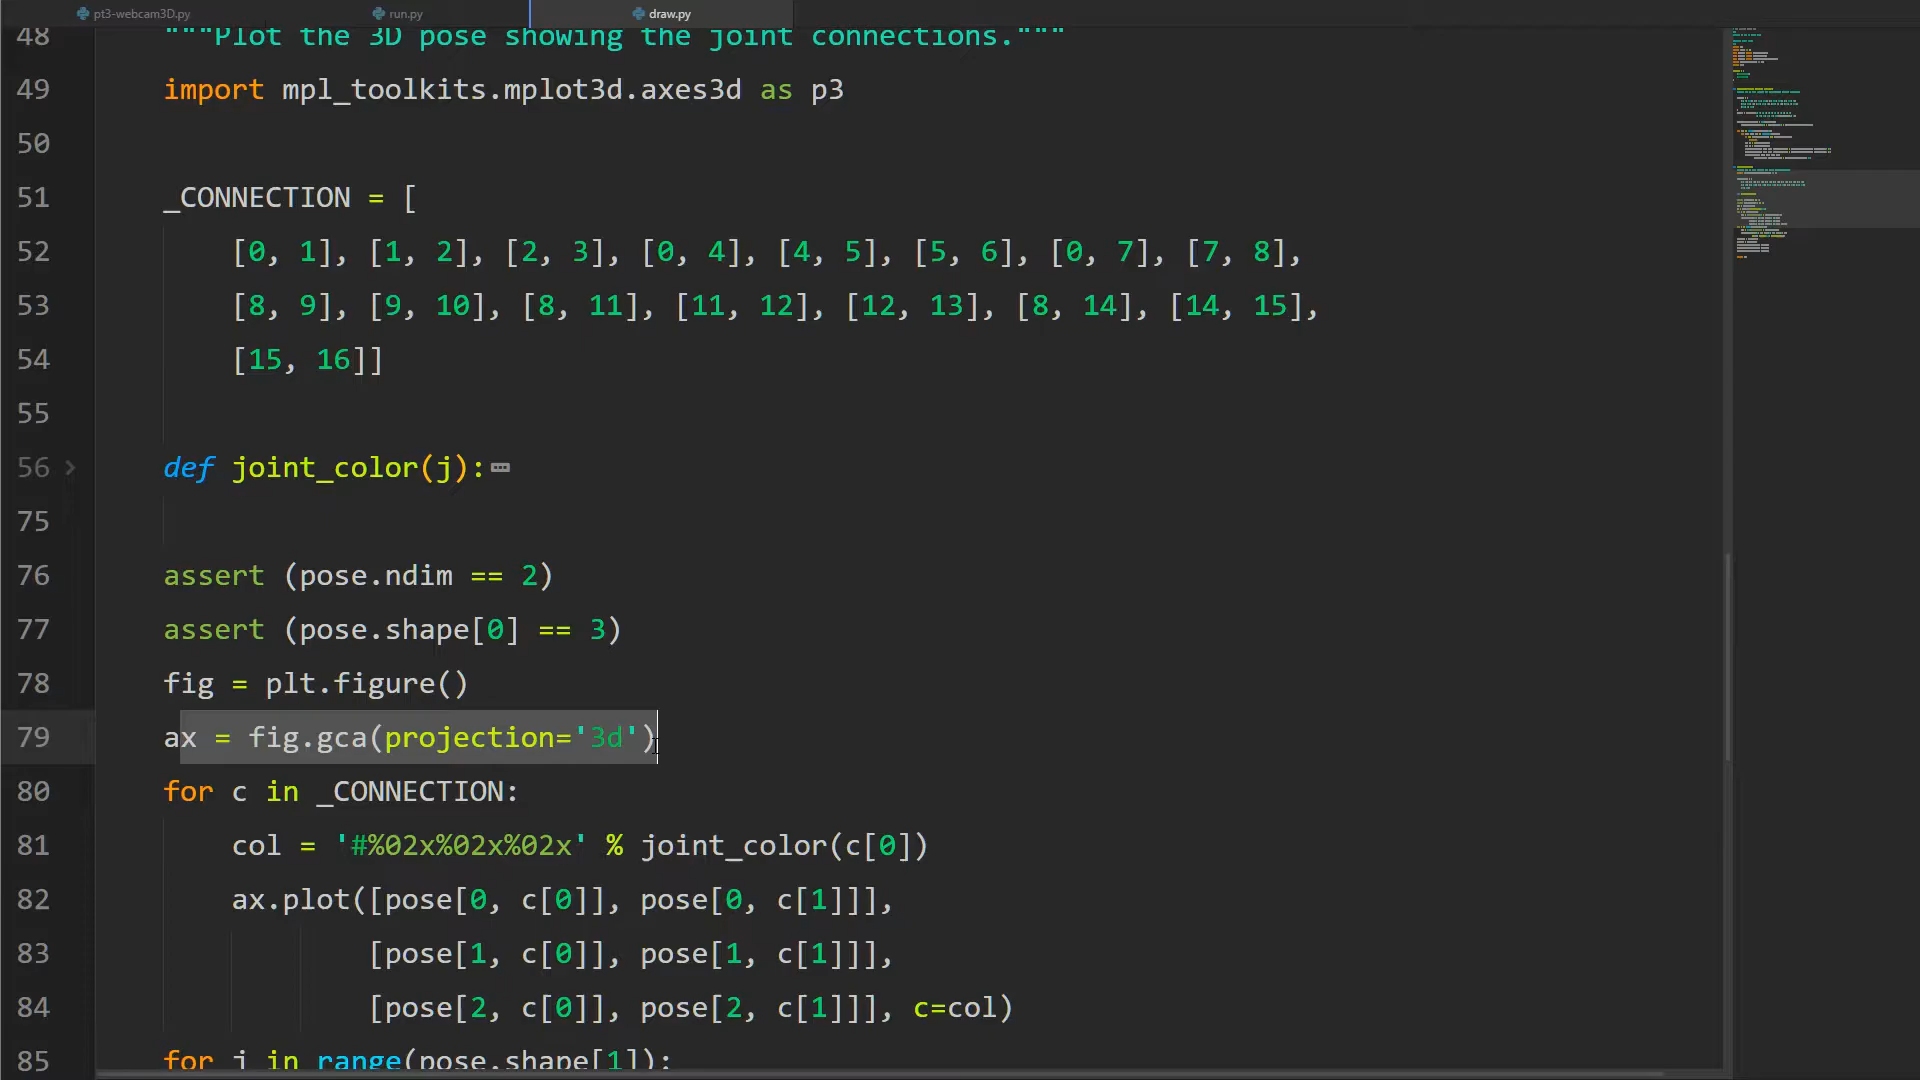 pt3-webcam3D.py run.py draw.py
48 """Plot the 3D pose showing the joint connections."""
49 import mpl_toolkits.mplot3d.axes3d as p3
50
51 _CONNECTION = [
52 [0, 1], [1, 2], [2, 3], [0, 4], [4, 5], [5, 6], [0, 7], [7, 8],
53 [8, 9], [9, 10], [8, 11], [11, 12], [12, 13], [8, 14], [14, 15],
54 [15, 16]]
55
56 def joint_color(j):
75
76 assert (pose.ndim == 2)
77 assert (pose.shape[0] == 3)
78 fig = plt.figure()
79 ax = fig.gca(projection='3d')
80 for c in _CONNECTION:
81 col = '#%02x%02x%02x' % joint_color(c[0])
82 ax.plot([pose[0, c[0]], pose[0, c[1]]],
83 [pose[1, c[0]], pose[1, c[1]]],
84 [pose[2, c[0]], pose[2, c[1]]], c=col)
85 for j in range(pose.shape[1]):